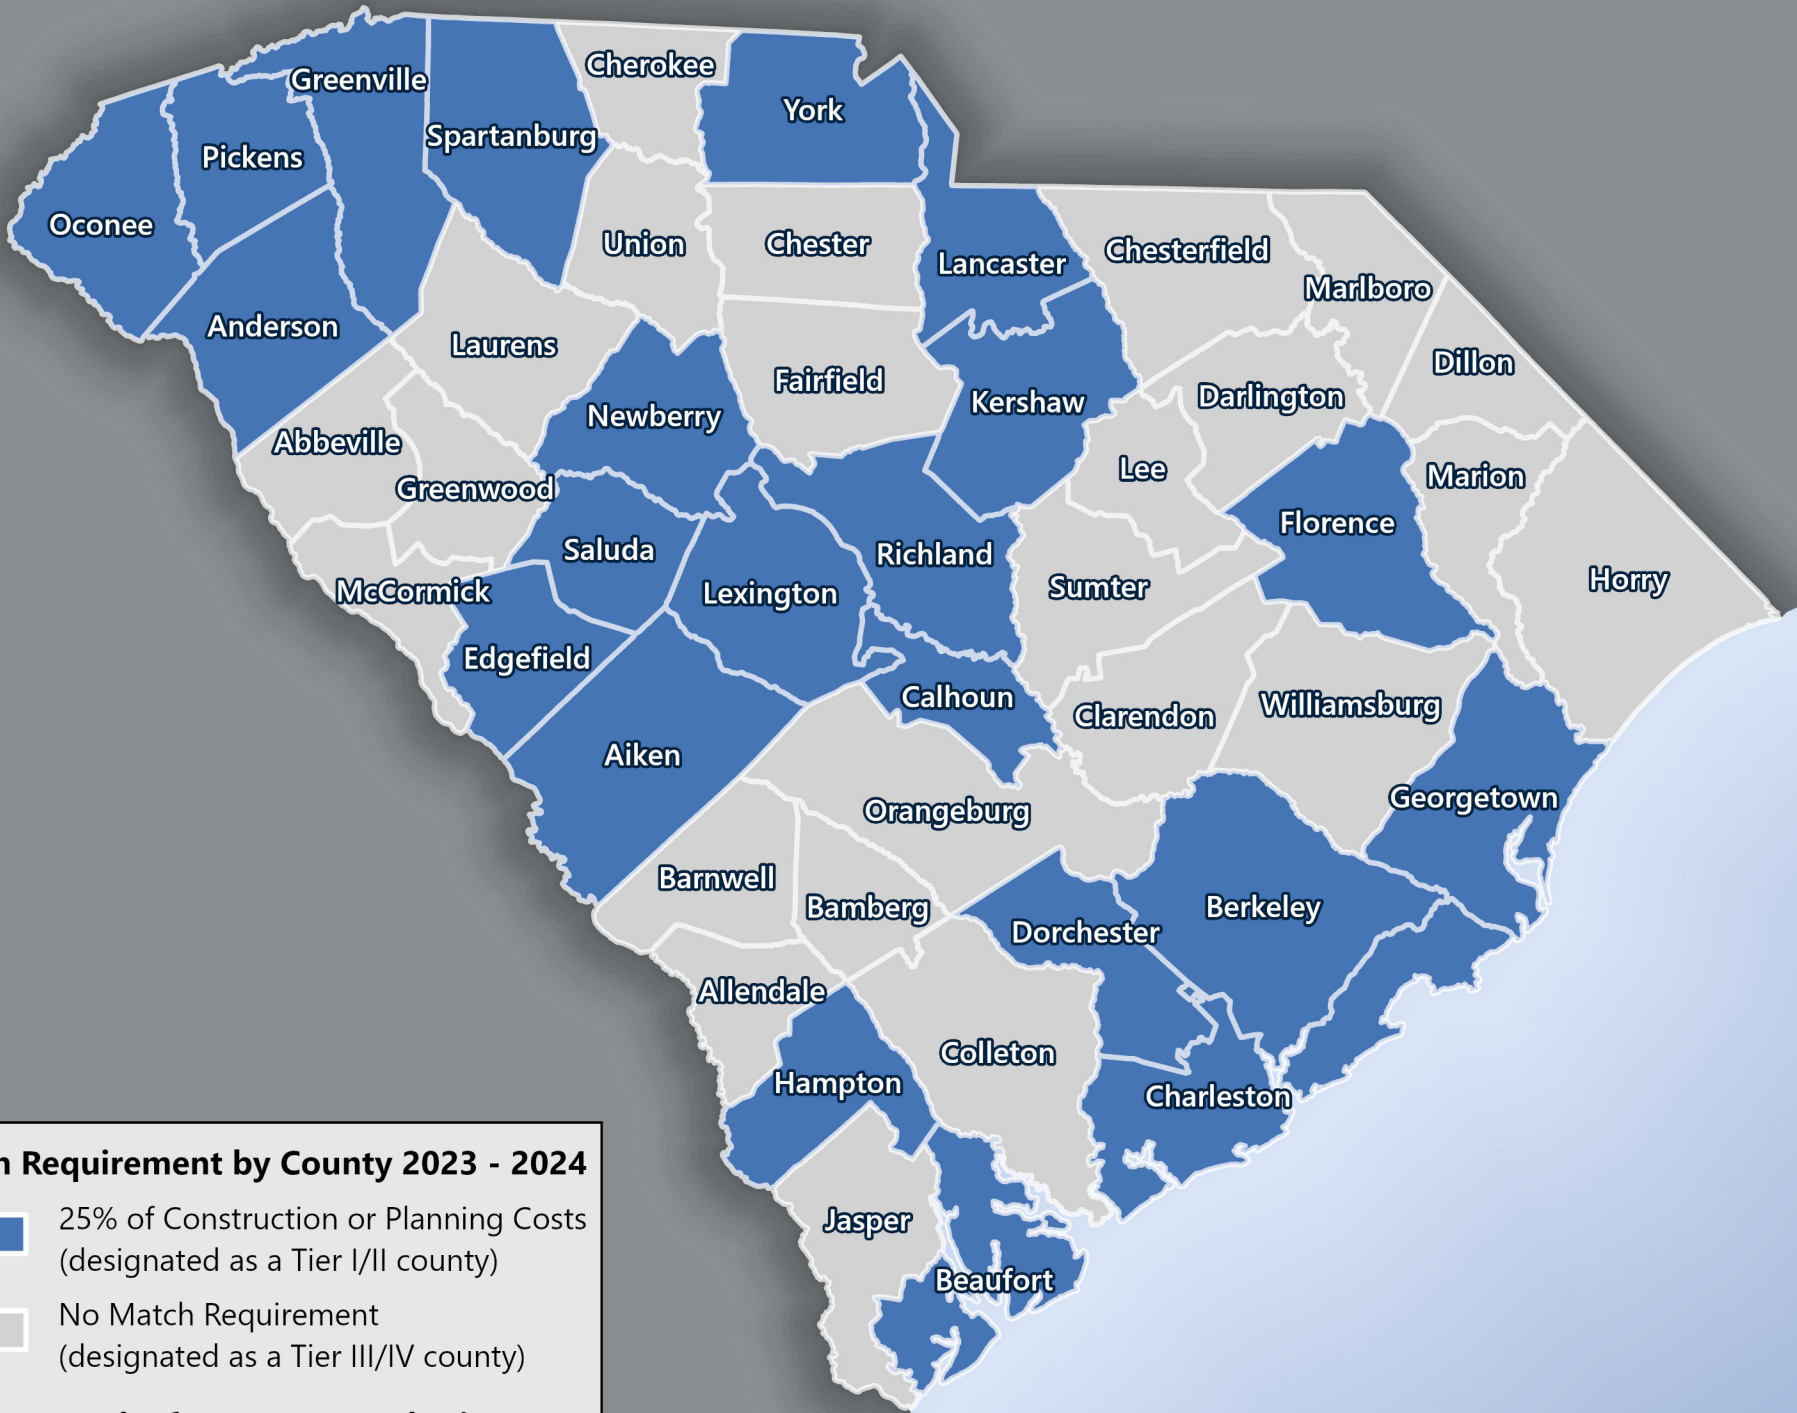 Cherokee
Greenville
York
Spartanburg
Pickens
Oconee
Union
Chester
Lancaster
Chesterfield
Marlboro
Anderson
Laurens
Dillon
Fairfield
Darlington
Kershaw
Newberry
Abbeville
Lee
Marion
Greenwood
Florence
Saluda
Richland
Horry
McCormick
Lexington
Sumter
Edgefield
Calhoun
Williamsburg
Clarendon
Aiken
Georgetown
Orangeburg
Barnwell
Bamberg
Berkeley
Dorchester
Allendale
Colleton
Hampton
Charleston
Jasper
Beaufort
Requirement by County 2023 - 2024
25% of Construction or Planning Costs
(designated as a Tier I/II county)
No Match Requirement
(designated as a Tier III/IV county)